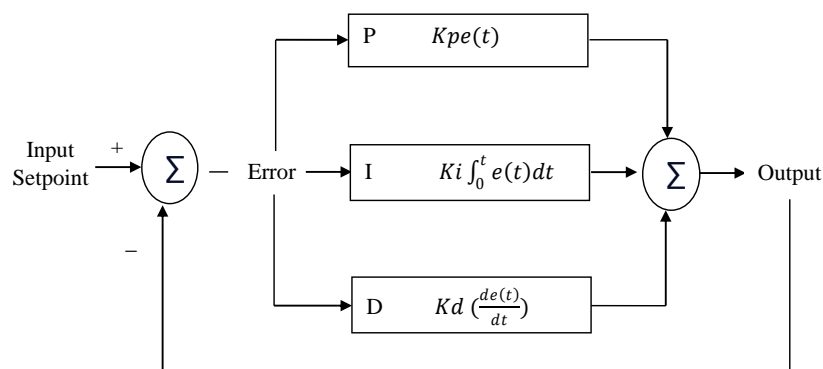 P Kpe(t)
Input
Setpoint
+
Σ
Error
I Ki ∫₀ᵗ e(t)dt
Σ
Output
−
D Kd (de(t)/dt)